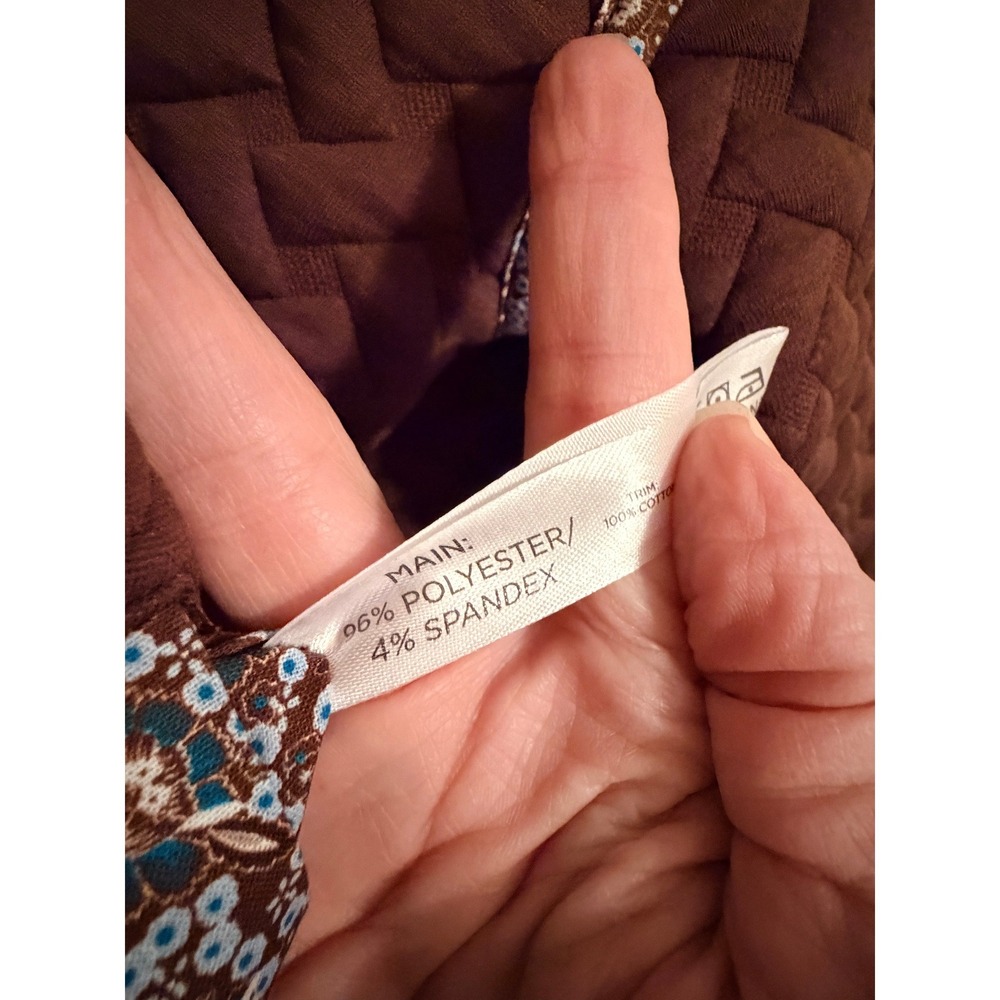 MAIN:
96% POLYESTER/
4% SPANDEX
TRIM:
100% COTTON